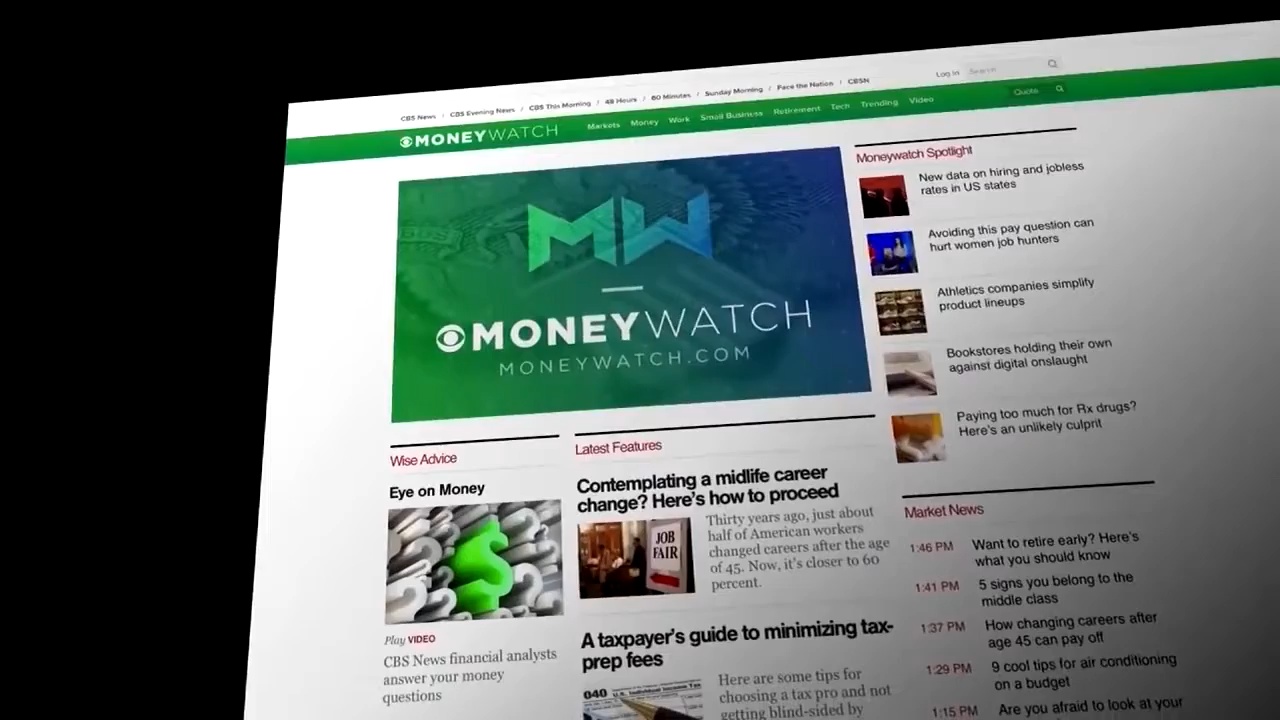 CBS News / CBS Evening News / CBS This Morning / 48 Hours / 60 Minutes / Sunday Morning / Face the Nation / CBSN
Log In
Search
MONEYWATCH
Markets Money Work Small Business Retirement Tech Trending Video
Quote
MW
MONEYWATCH
MONEYWATCH.COM
Moneywatch Spotlight
New data on hiring and jobless
rates in US states
Avoiding this pay question can
hurt women job hunters
Athletics companies simplify
product lineups
Bookstores holding their own
against digital onslaught
Paying too much for Rx drugs?
Here's an unlikely culprit
Wise Advice
Eye on Money
Play VIDEO
CBS News financial analysts
answer your money
questions
Latest Features
Contemplating a midlife career
change? Here's how to proceed
JOB
FAIR
Thirty years ago, just about
half of American workers
changed careers after the age
of 45. Now, it's closer to 60
percent.
A taxpayer's guide to minimizing tax-
prep fees
040
U.S. Individual Income Tax
Here are some tips for
choosing a tax pro and not
getting blind-sided by
Market News
1:46 PM Want to retire early? Here's
what you should know
1:41 PM 5 signs you belong to the
middle class
1:37 PM How changing careers after
age 45 can pay off
1:29 PM 9 cool tips for air conditioning
on a budget
1:15 PM Are you afraid to look at your